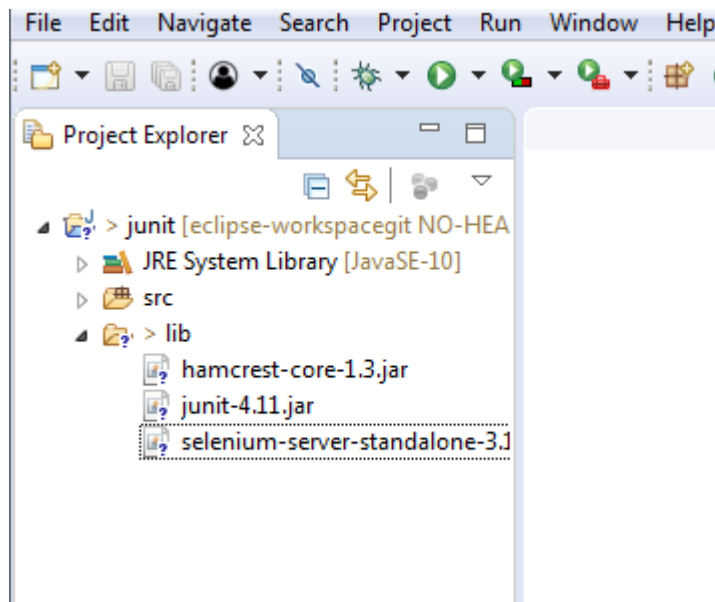 File Edit Navigate Search Project Run Window Help
Project Explorer
> junit [eclipse-workspacegit NO-HEA
JRE System Library [JavaSE-10]
src
> lib
hamcrest-core-1.3.jar
junit-4.11.jar
selenium-server-standalone-3.1